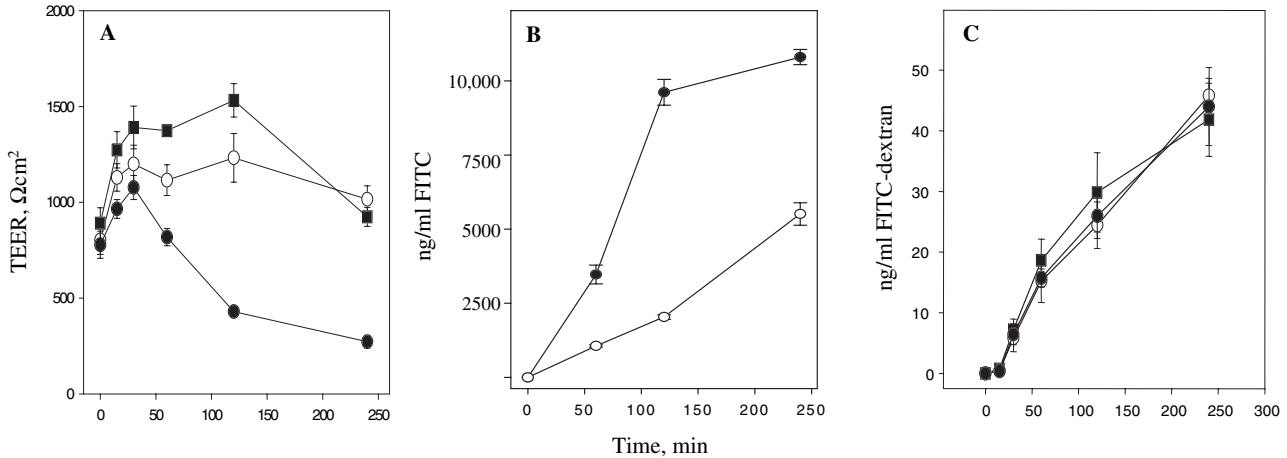 A
2000
1500
1000
500
0
TEER, Ωcm²
0 50 100 150 200 250
B
10,000
7500
5000
2500
ng/ml FITC
0 50 100 150 200 250
Time, min
C
50
40
30
20
10
0
ng/ml FITC-dextran
0 50 100 150 200 250 300